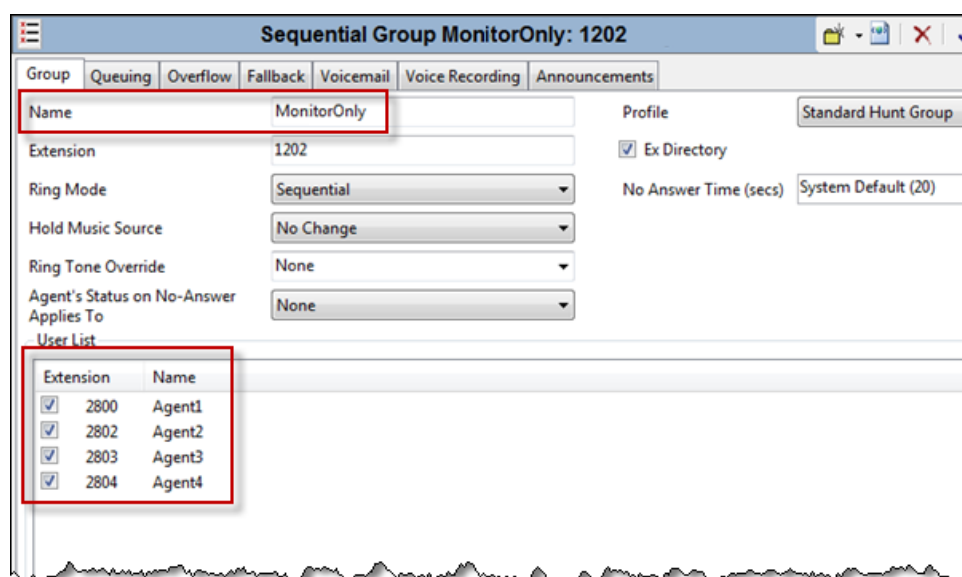 Sequential Group MonitorOnly: 1202
Group Queuing Overflow Fallback Voicemail Voice Recording Announcements
Name MonitorOnly Profile Standard Hunt Group
Extension 1202 Ex Directory
Ring Mode Sequential No Answer Time (secs) System Default (20)
Hold Music Source No Change
Ring Tone Override None
Agent's Status on No-Answer
Applies To None
User List
Extension Name
2800 Agent1
2802 Agent2
2803 Agent3
2804 Agent4